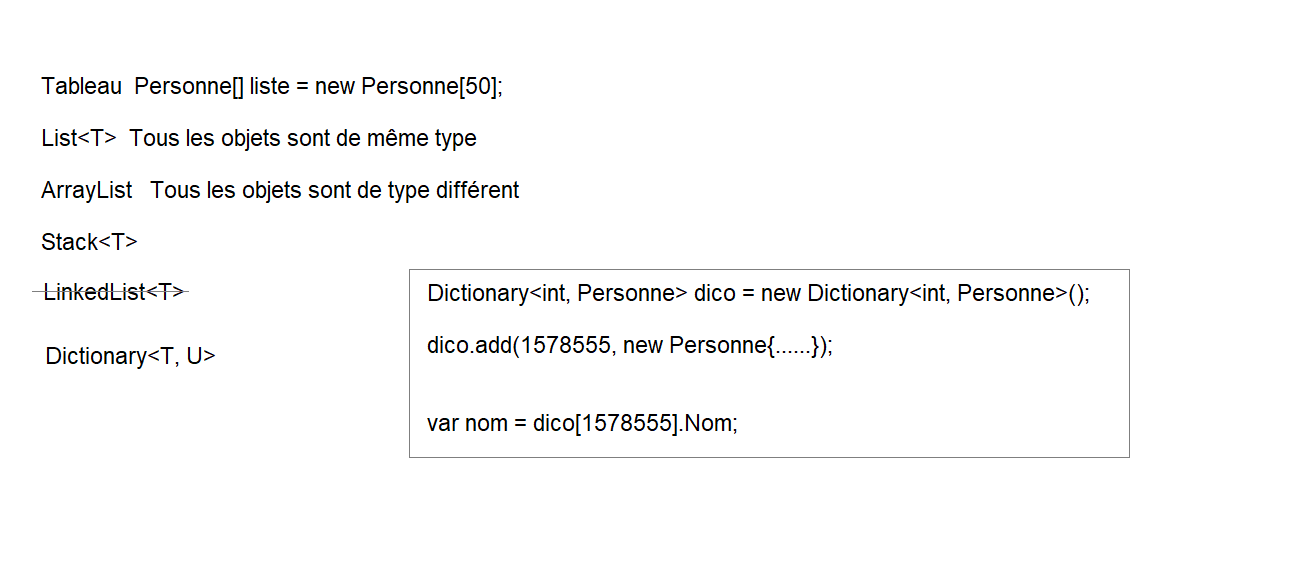 Tableau  Personne[] liste = new Personne[50];
List<T>  Tous les objets sont de même type
ArrayList   Tous les objets sont de type différent
Stack<T>
LinkedList<T>
Dictionary<T, U>
Dictionary<int, Personne> dico = new Dictionary<int, Personne>();
dico.add(1578555, new Personne{......});
var nom = dico[1578555].Nom;